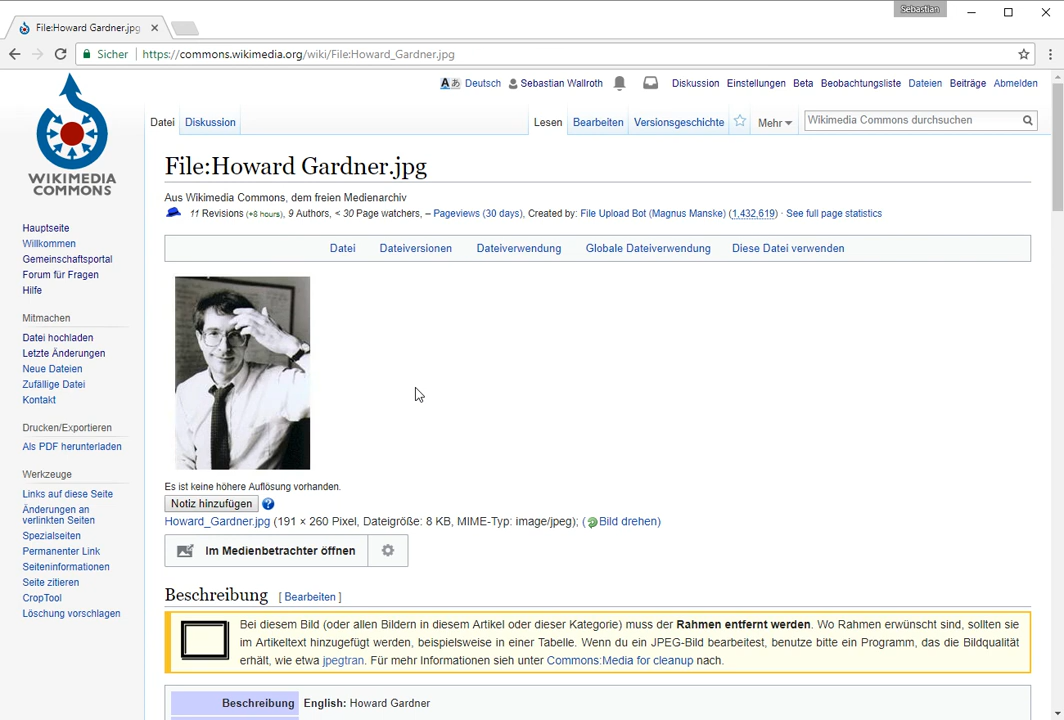 Sebastian
File:Howard Gardner.jpg
Sicher https://commons.wikimedia.org/wiki/File:Howard_Gardner.jpg
Deutsch Sebastian Wallroth Diskussion Einstellungen Beta Beobachtungsliste Dateien Beiträge Abmelden
Datei Diskussion Lesen Bearbeiten Versionsgeschichte Mehr Wikimedia Commons durchsuchen
WIKIMEDIA
COMMONS
Hauptseite
Willkommen
Gemeinschaftsportal
Forum für Fragen
Hilfe
Mitmachen
Datei hochladen
Letzte Änderungen
Neue Dateien
Zufällige Datei
Kontakt
Drucken/Exportieren
Als PDF herunterladen
Werkzeuge
Links auf diese Seite
Änderungen an
verlinkten Seiten
Spezialseiten
Permanenter Link
Seiteninformationen
Seite zitieren
CropTool
Löschung vorschlagen
File:Howard Gardner.jpg
Aus Wikimedia Commons, dem freien Medienarchiv
11 Revisions (+8 hours), 9 Authors, < 30 Page watchers, – Pageviews (30 days), Created by: File Upload Bot (Magnus Manske) (1,432,619) · See full page statistics
Datei Dateiversionen Dateiverwendung Globale Dateiverwendung Diese Datei verwenden
Es ist keine höhere Auflösung vorhanden.
Notiz hinzufügen ?
Howard_Gardner.jpg (191 × 260 Pixel, Dateigröße: 8 KB, MIME-Typ: image/jpeg); (Bild drehen)
Im Medienbetrachter öffnen
Beschreibung [ Bearbeiten ]
Bei diesem Bild (oder allen Bildern in diesem Artikel oder dieser Kategorie) muss der Rahmen entfernt werden. Wo Rahmen erwünscht sind, sollten sie
im Artikeltext hinzugefügt werden, beispielsweise in einer Tabelle. Wenn du ein JPEG-Bild bearbeitest, benutze bitte ein Programm, das die Bildqualität
erhält, wie etwa jpegtran. Für mehr Informationen sieh unter Commons:Media for cleanup nach.
Beschreibung English: Howard Gardner